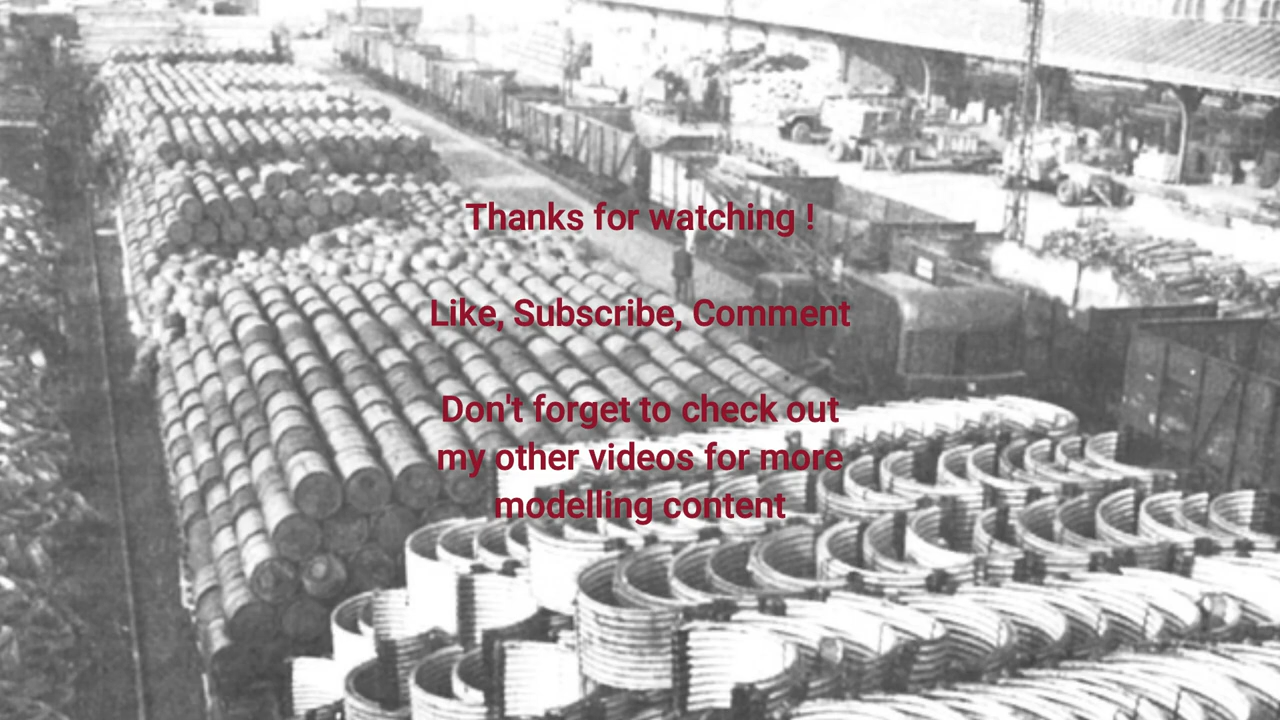 Thanks for watching !
Like, Subscribe, Comment
Don't forget to check out
my other videos for more
modelling content